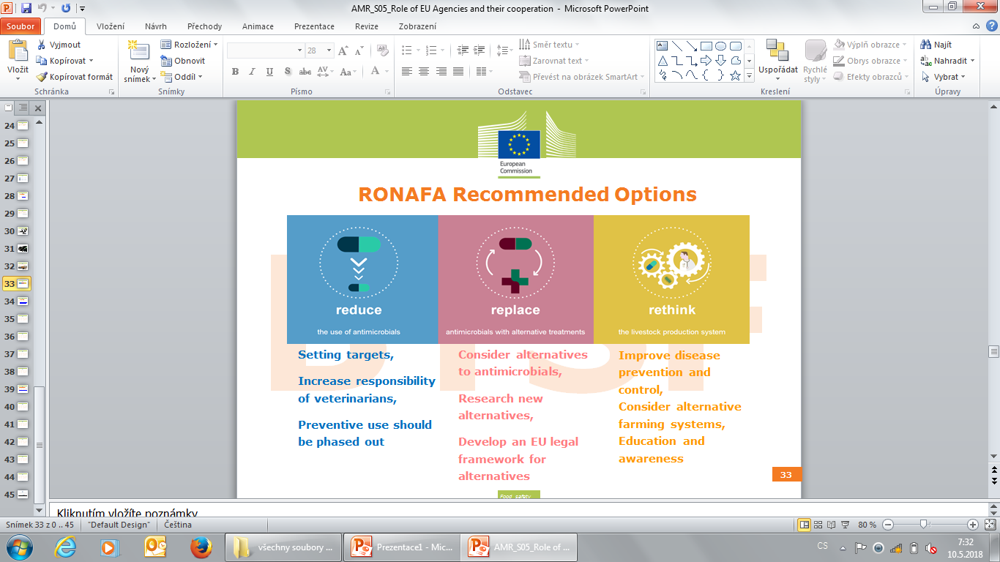 AMR_S05_Role of EU Agencies and their cooperation - Microsoft PowerPoint
Soubor Domů Vložení Návrh Přechody Animace Prezentace Revize Zobrazení
Vložit
Vyjmout
Kopírovat
Kopírovat formát
Schránka
Nový
snímek
Rozložení
Obnovit
Oddíl
Snímky
28
Písmo
Směr textu
Zarovnat text
Převést na obrázek SmartArt
Odstavec
Uspořádat
Rychlé
styly
Výplň obrazce
Obrys obrazce
Efekty obrazců
Kreslení
Najít
Nahradit
Vybrat
Úpravy
24
25
26
27
28
29
30
31
32
33
34
35
36
37
38
39
40
41
42
43
44
45
European
Commission
RONAFA Recommended Options
reduce
the use of antimicrobials
replace
antimicrobials with alternative treatments
rethink
the livestock production system
Setting targets,
Increase responsibility
of veterinarians,
Preventive use should
be phased out
Consider alternatives
to antimicrobials,
Research new
alternatives,
Develop an EU legal
framework for
alternatives
Improve disease
prevention and
control,
Consider alternative
farming systems,
Education and
awareness
33
Food safety
Kliknutím vložíte poznámky
Snímek 33 z 0 .. 45 "Default Design" Čeština 80 %
všechny soubory ... Prezentace1 - Mic... AMR_S05_Role of ... CS 7:32
10.5.2018